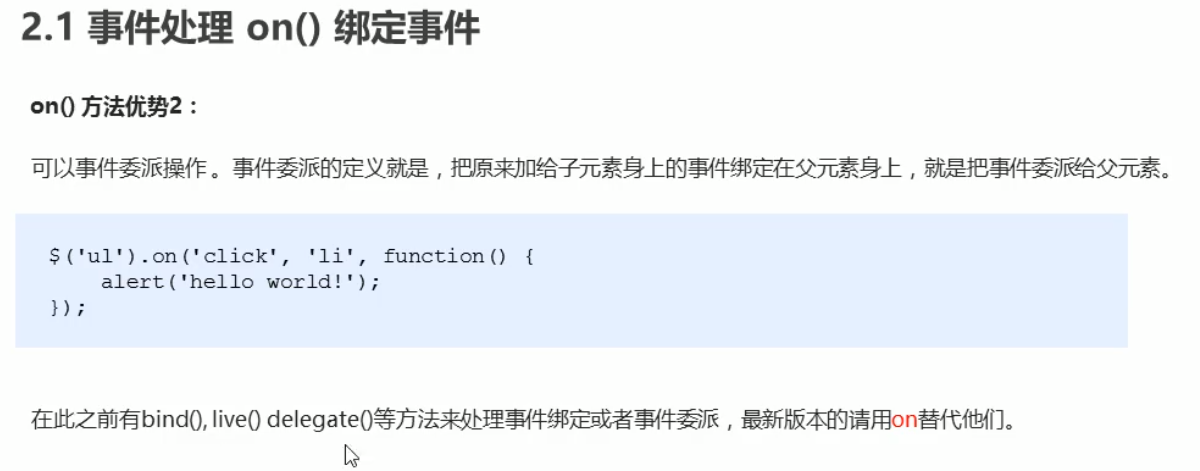 2.1 事件处理 on() 绑定事件
on() 方法优势2：
可以事件委派操作 。事件委派的定义就是，把原来加给子元素身上的事件绑定在父元素身上，就是把事件委派给父元素。
$('ul').on('click', 'li', function() {
    alert('hello world!');
});
在此之前有bind(), live() delegate()等方法来处理事件绑定或者事件委派，最新版本的请用on替代他们。